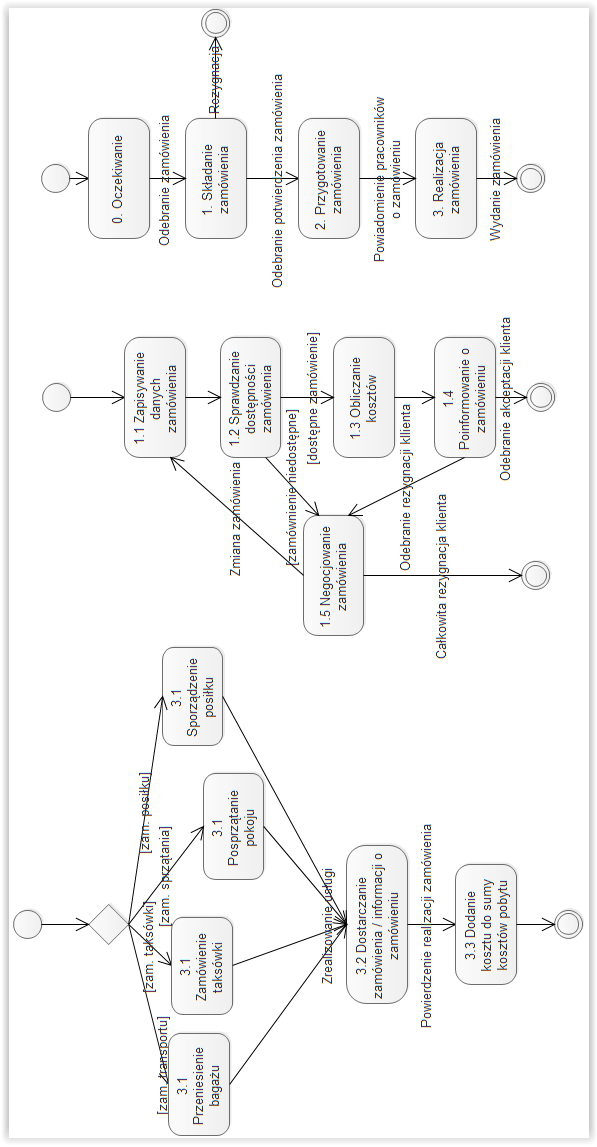 Rezygnacja
0. Oczekiwanie
Odebranie zamówienia
1. Składanie
zamówienia
Odebranie potwierczenia zamówienia
2. Przygotowanie
zamówienia
Powiadomienie pracowników
o zamówieniu
3. Realizacja
zamówienia
Wydanie zamówienia
1.1 Zapisywanie
danych
zamówienia
1.2 Sprawdzanie
dostępności
zamówienia
[dostępne zamówienie]
1.3 Obliczanie
kosztów
1.4
Poinformowanie o
zamówieniu
Odebranie akceptacji klienta
Zmiana zamówienia
[zamównienie niedostępne]
Odebranie rezygnacji kllienta
1.5 Negocjowanie
zamówienia
Całkowita rezygnacja klienta
[zam. posiłku]
3.1
Sporządzenie
posiłku
[zam. sprzątania]
3.1
Posprzątanie
pokoju
[zam. taksówki]
3.1
Zamówienie
taksówki
[zam. transportu]
3.1
Przeniesienie
bagażu
Zrealizowanie usługi
3.2 Dostarczanie
zamówienia / informacji o
zamówieniu
Powierdzenie realizacji zamówienia
3.3 Dodanie
kosztu do sumy
kosztów pobytu